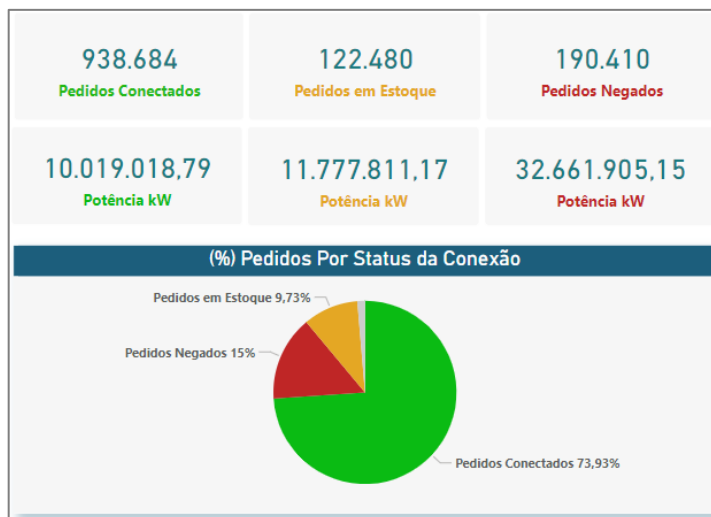 938.684
Pedidos Conectados
122.480
Pedidos em Estoque
190.410
Pedidos Negados
10.019.018,79
Potência kW
11.777.811,17
Potência kW
32.661.905,15
Potência kW
(%) Pedidos Por Status da Conexão
Pedidos em Estoque 9,73%
Pedidos Negados 15%
Pedidos Conectados 73,93%